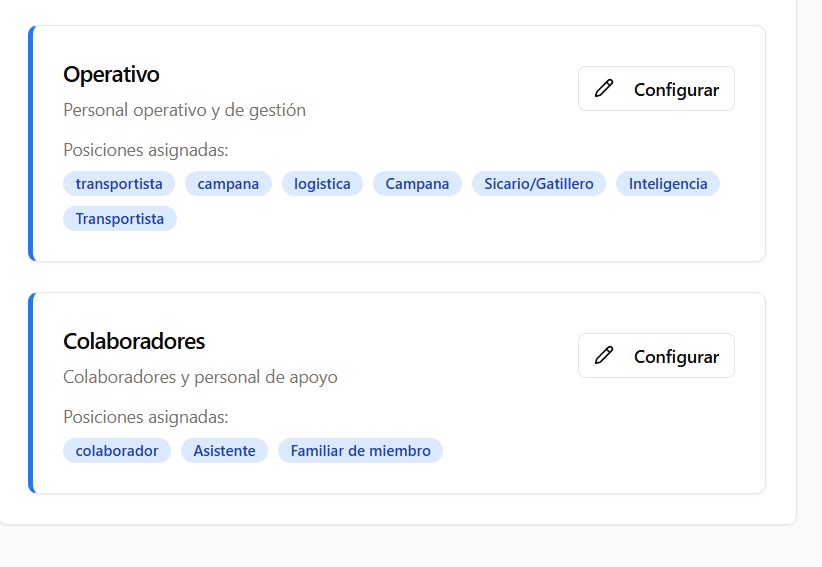 Operativo
Configurar
Personal operativo y de gestión
Posiciones asignadas:
transportista campana logistica Campana Sicario/Gatillero Inteligencia
Transportista
Colaboradores
Configurar
Colaboradores y personal de apoyo
Posiciones asignadas:
colaborador Asistente Familiar de miembro